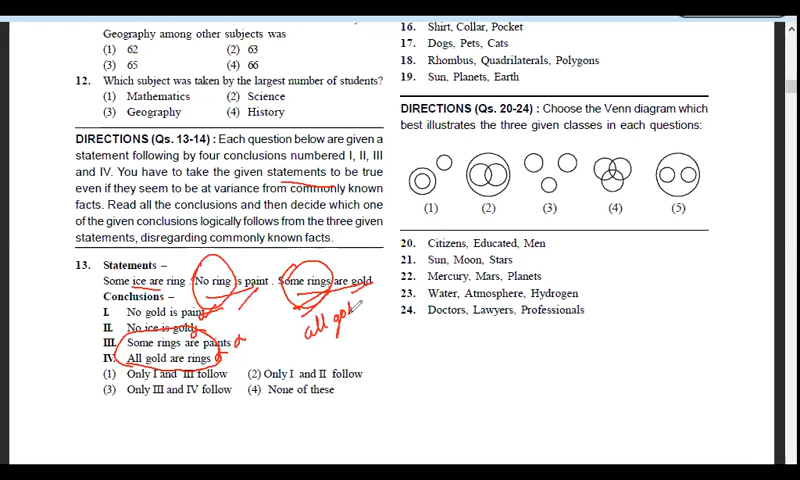 Geography among other subjects was
(1) 62 (2) 63
(3) 65 (4) 66
12. Which subject was taken by the largest number of students?
(1) Mathematics (2) Science
(3) Geography (4) History
DIRECTIONS (Qs. 13-14) : Each question below are given a
statement following by four conclusions numbered I, II, III
and IV. You have to take the given statements to be true
even if they seem to be at variance from commonly known
facts. Read all the conclusions and then decide which one
of the given conclusions logically follows from the three given
statements, disregarding commonly known facts.
13. Statements –
Some ice are ring . No ring is paint . Some rings are gold
Conclusions –
I. No gold is paint
II. No ice is gold
III. Some rings are paints
IV. All gold are rings
all gol
(1) Only I and III follow (2) Only I and II follow
(3) Only III and IV follow (4) None of these
16. Shirt, Collar, Pocket
17. Dogs, Pets, Cats
18. Rhombus, Quadrilaterals, Polygons
19. Sun, Planets, Earth
DIRECTIONS (Qs. 20-24) : Choose the Venn diagram which
best illustrates the three given classes in each questions:
(1) (2) (3) (4) (5)
20. Citizens, Educated, Men
21. Sun, Moon, Stars
22. Mercury, Mars, Planets
23. Water, Atmosphere, Hydrogen
24. Doctors, Lawyers, Professionals